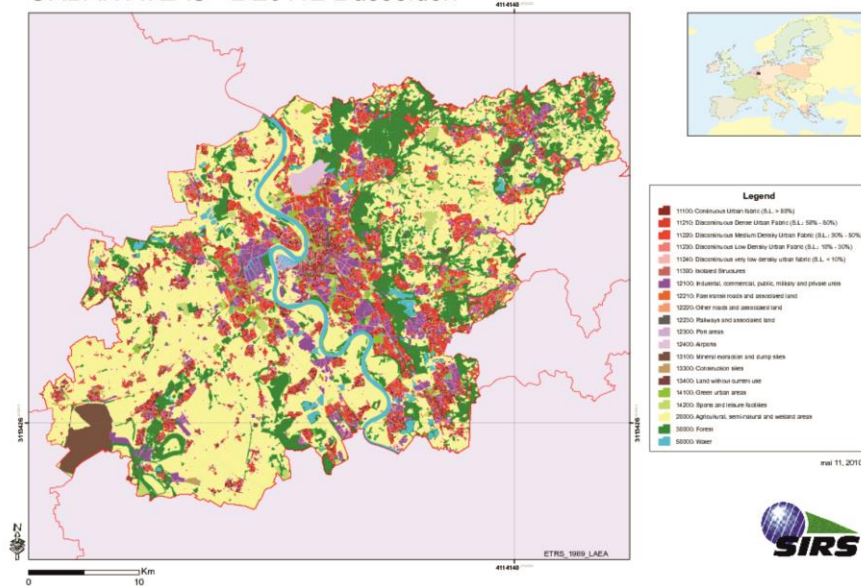 4114148
Legend
11100: Continuous Urban fabric (S.L. > 80%)
11210: Discontinuous Dense Urban Fabric (S.L.: 50% - 80%)
11220: Discontinuous Medium Density Urban Fabric (S.L.: 30% - 50%)
11230: Discontinuous Low Density Urban Fabric (S.L.: 10% - 30%)
11240: Discontinuous very low density urban fabric (S.L. < 10%)
11300: Isolated Structures
12100: Industrial, commercial, public, military and private units
12210: Fast transit roads and associated land
12220: Other roads and associated land
12230: Railways and associated land
12300: Port areas
12400: Airports
13100: Mineral extraction and dump sites
13300: Construction sites
13400: Land without current use
14100: Green urban areas
14200: Sports and leisure facilities
20000: Agricultural, semi-natural and wetland areas
30000: Forests
50000: Water
mai 11, 2010
SIRS
ETRS_1989_LAEA
4114148
N
Km
0
10